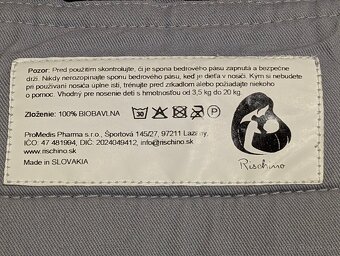 Pozor: Pred použitím skontrolujte, či je spona bedrového pásu zapnutá a bezpečne
drží. Nikdy nerozopínajte sponu bedrového pásu, keď je dieťa v nosiči. Kým si nebudete
pri používaní nosiča úplne istí, trénujte pred zrkadlom alebo požiadajte niekoho
o pomoc. Vhodný pre nosenie detí s hmotnosťou od 3,5 kg do 20 kg.
Zloženie: 100% BIOBAVLNA
30
P
ProMedis Pharma s.r.o., Športová 145/27, 97211 Lazany,
IČO: 47 481994, DIČ: 2024049412, info@rischino.sk
www.rischino.sk
Made in SLOVAKIA
Rischino